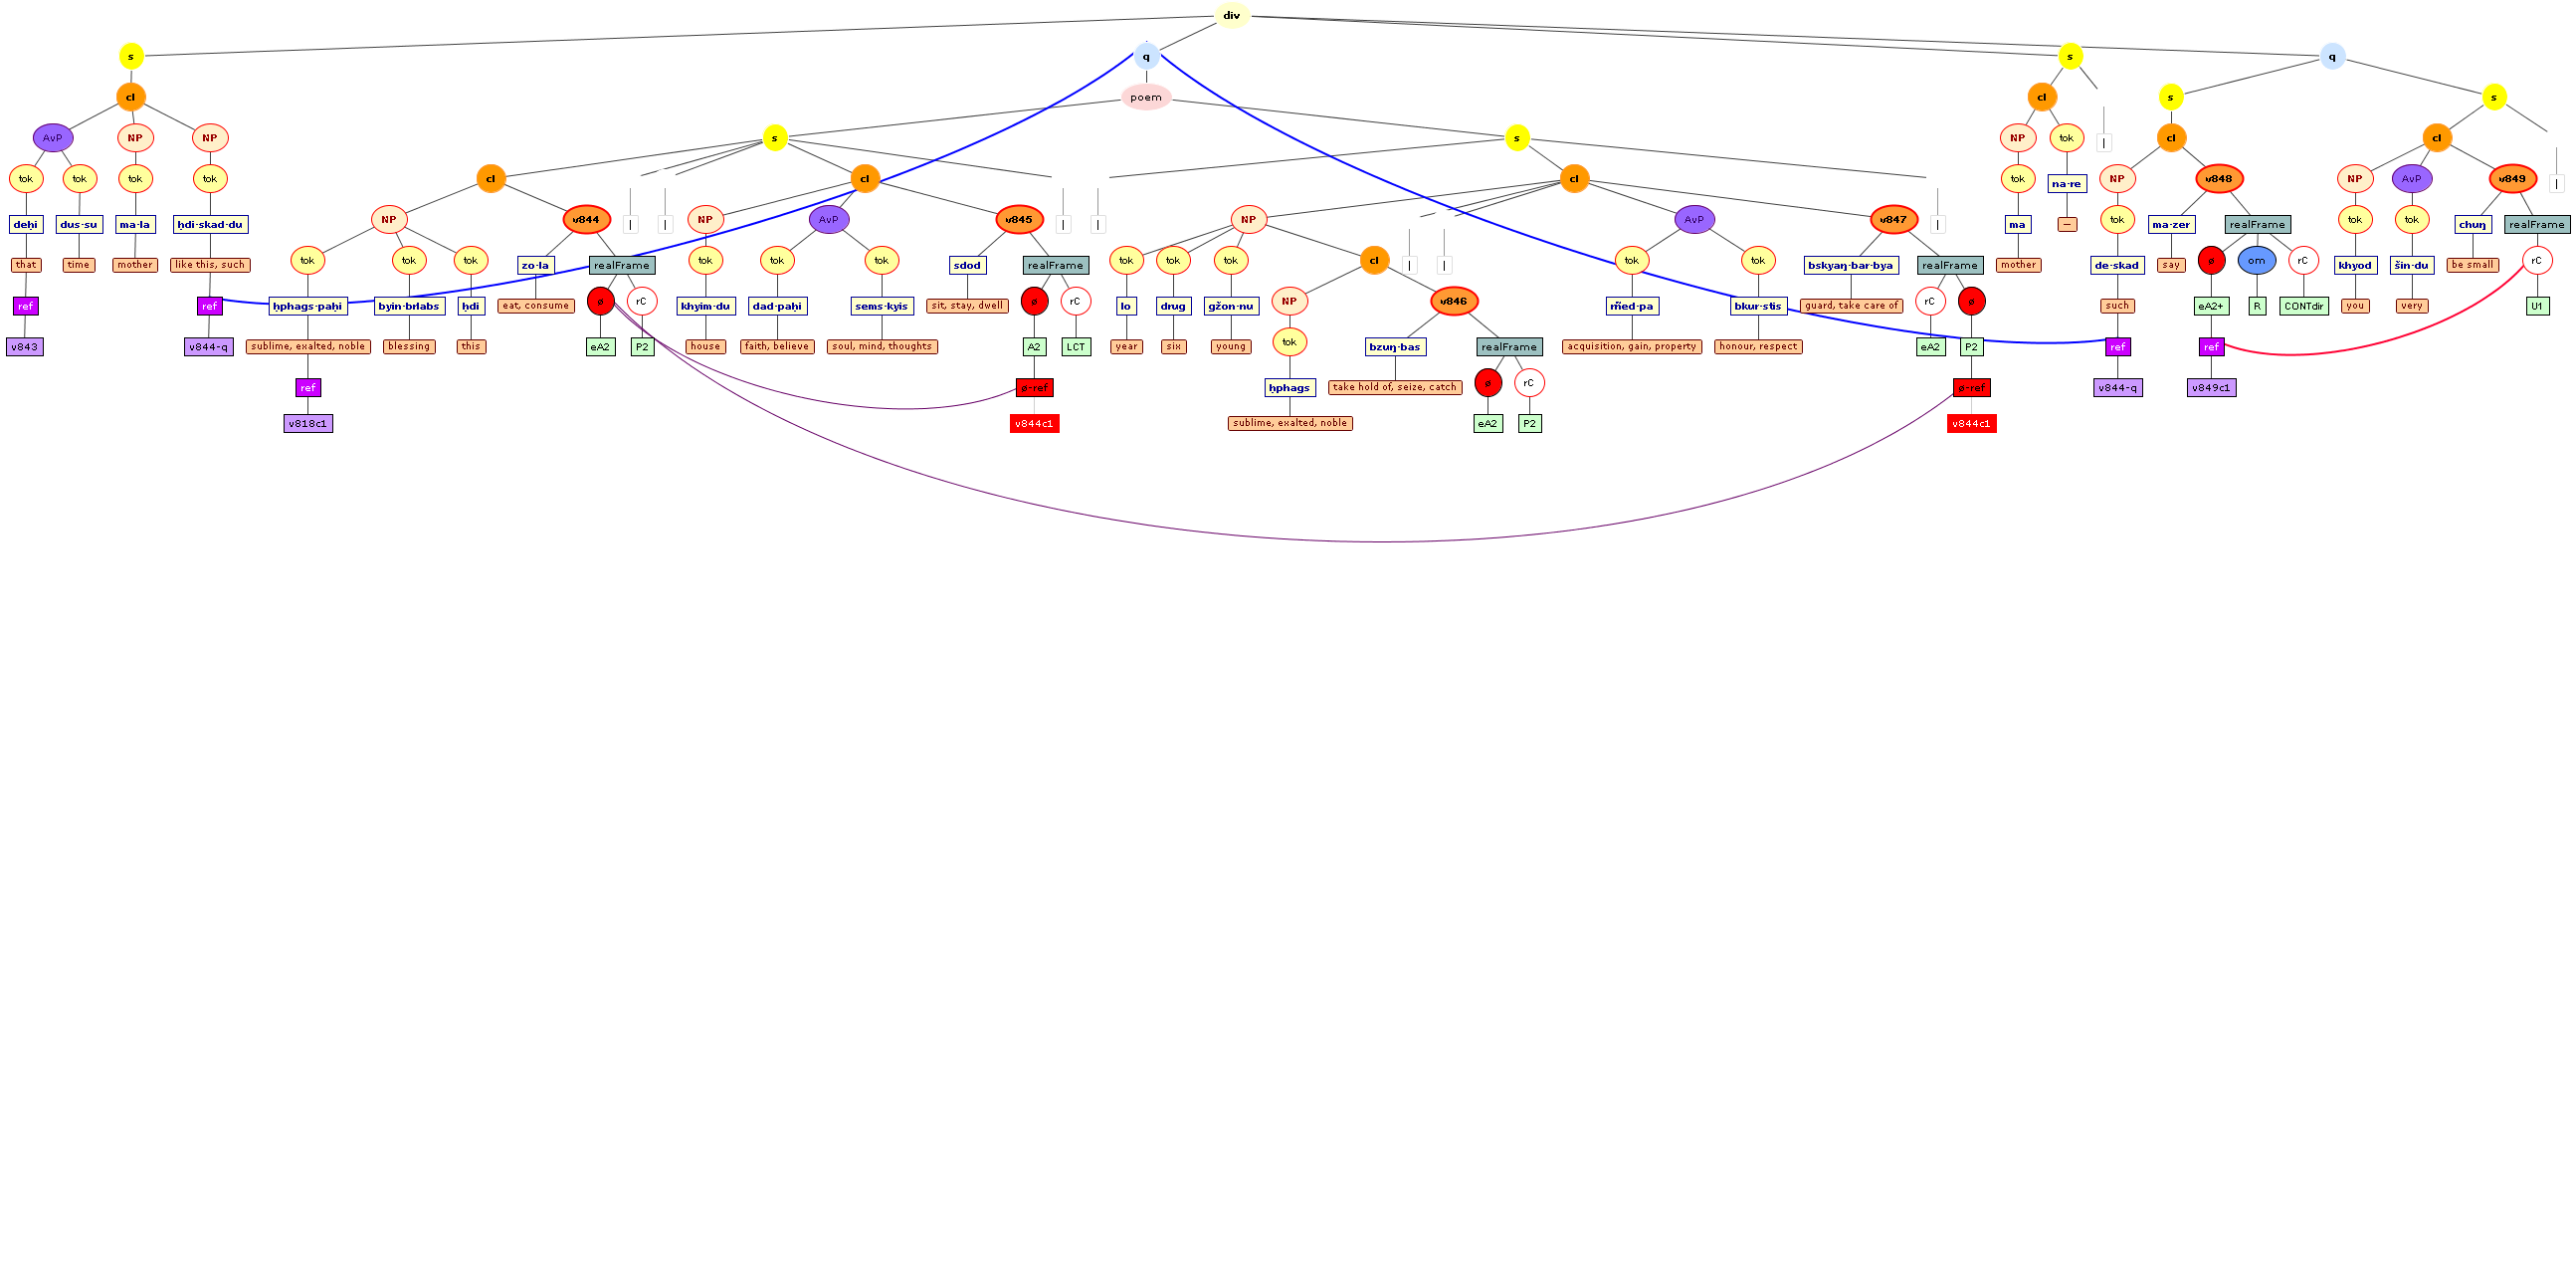 div
s q s q
cl poem cl s s
AvP NP NP s s NP tok | cl cl |
tok tok tok tok cl cl cl tok na·re NP v848 NP AvP v849 |
deḥi dus·su ma·la ḥdi·skad·du NP v844 | | NP AvP v845 | | NP AvP v847 | ma — tok ma·zer realFrame tok tok chuŋ realFrame
that time mother like this, such tok tok tok zo·la realFrame tok tok tok sdod realFrame tok tok tok cl | | tok tok bskyaŋ·bar·bya realFrame mother de·skad say ø om rC khyod šin·du be small rC
ref ref ḥphags·paḥi byin·brlabs ḥdi eat, consume ø rC khyim·du dad·paḥi sems·kyis sit, stay, dwell ø rC lo drug gžon·nu NP v846 rñed·pa bkur·stis guard, take care of rC ø such eA2+ R CONTdir you very U1
v843 v844-q sublime, exalted, noble blessing this eA2 P2 house faith, believe soul, mind, thoughts A2 LCT year six young tok bzuŋ·bas realFrame acquisition, gain, property honour, respect eA2 P2 ref ref
ref ø-ref ḥphags take hold of, seize, catch ø rC ø-ref v844-q v849c1
v818c1 v844c1 sublime, exalted, noble eA2 P2 v844c1